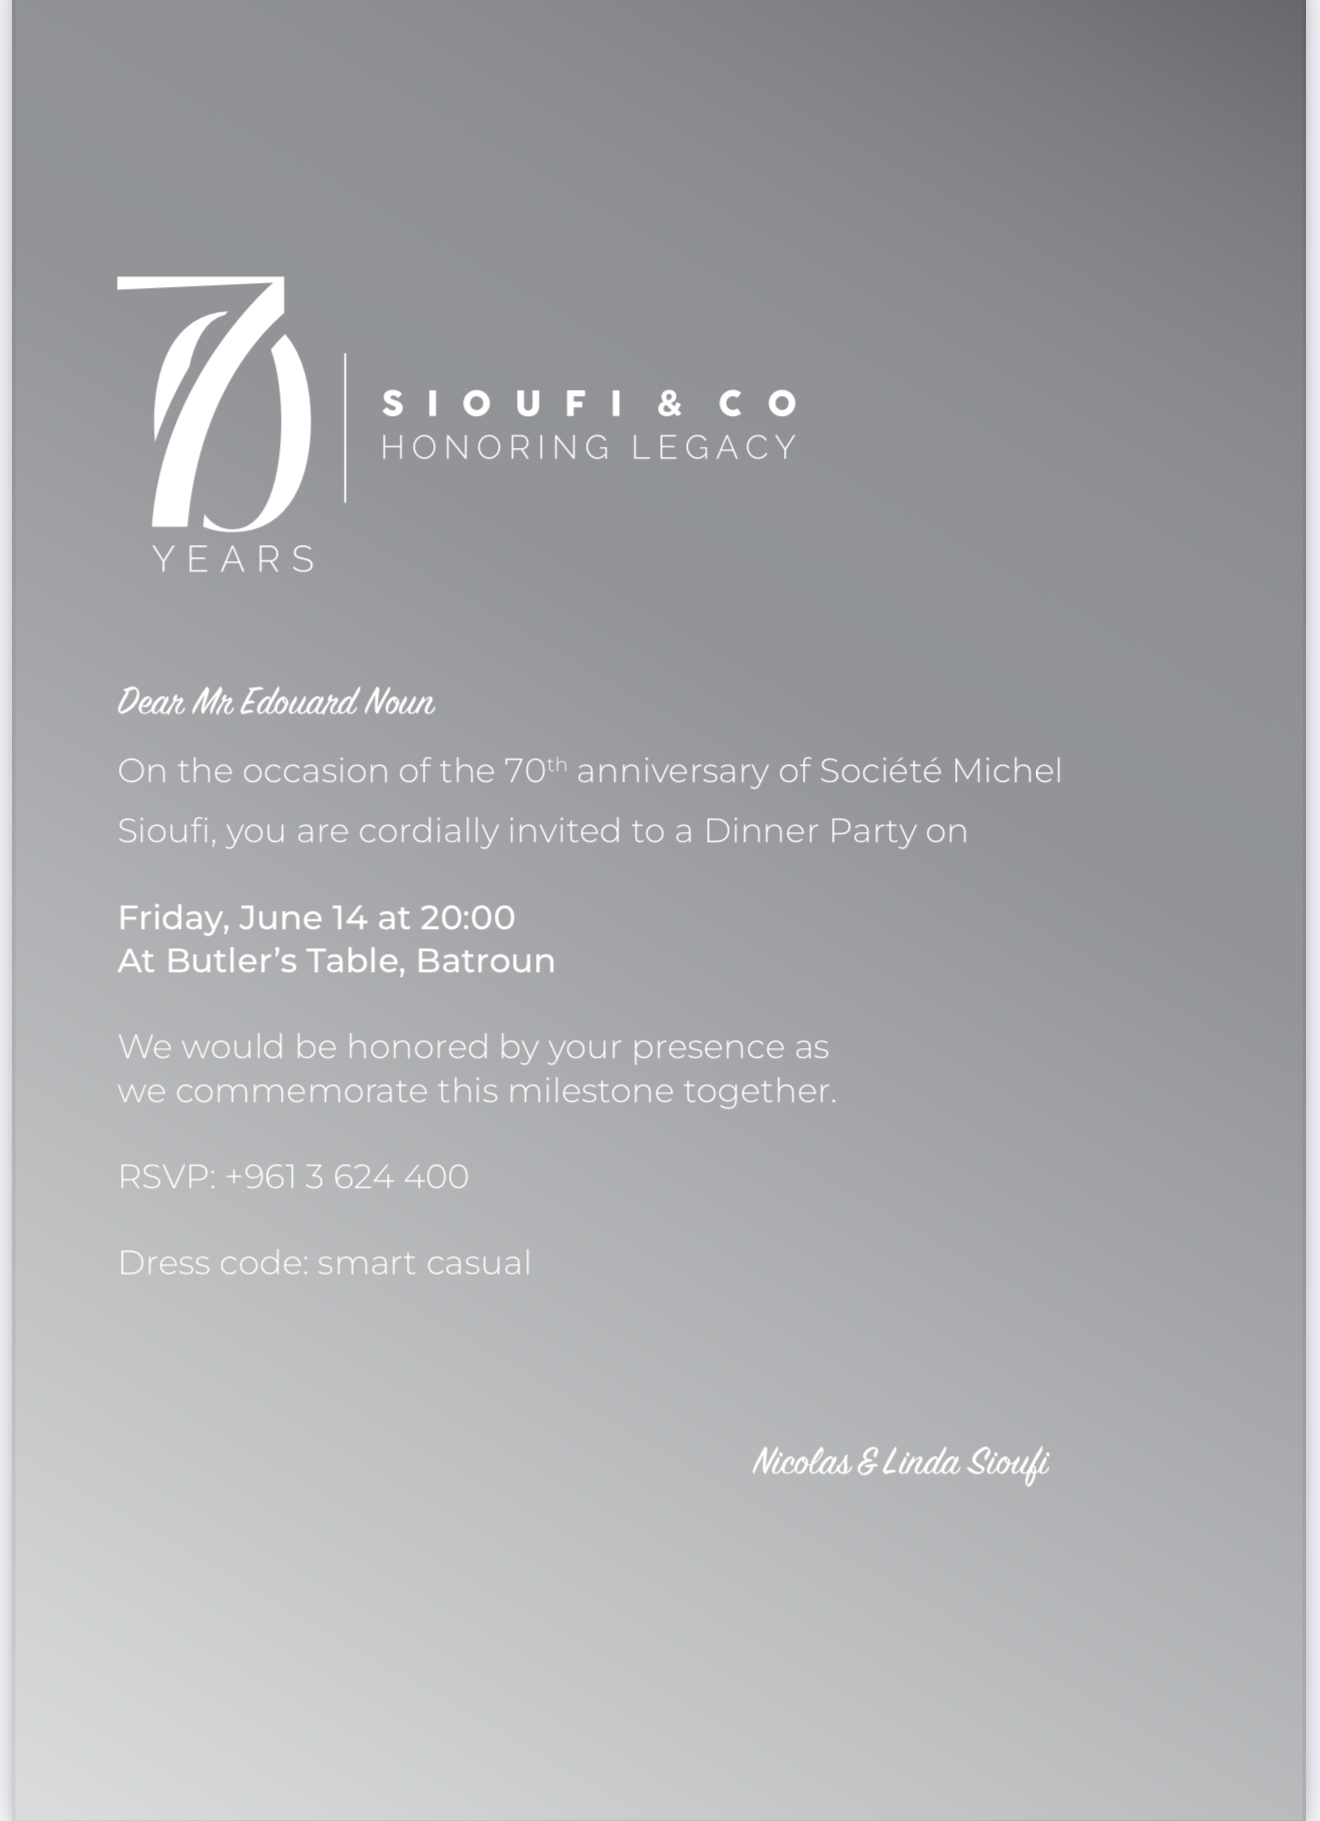 70
YEARS
SIOUFI & CO
HONORING LEGACY
Dear Mr Edouard Noun
On the occasion of the 70th anniversary of Société Michel
Sioufi, you are cordially invited to a Dinner Party on
Friday, June 14 at 20:00
At Butler’s Table, Batroun
We would be honored by your presence as
we commemorate this milestone together.
RSVP: +961 3 624 400
Dress code: smart casual
Nicolas & Linda Sioufi